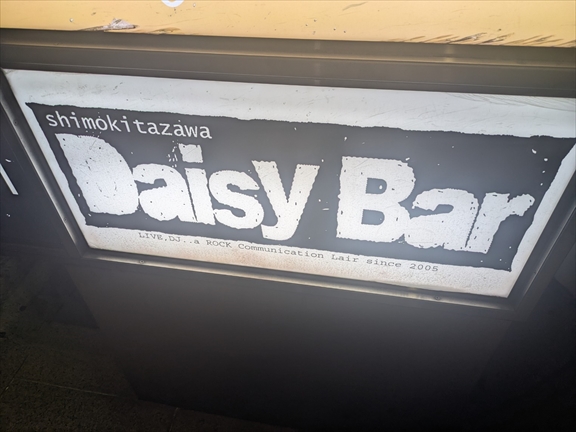 shimokitazawa
Daisy Bar
LIVE,DJ..a ROCK Communication Lair since 2005